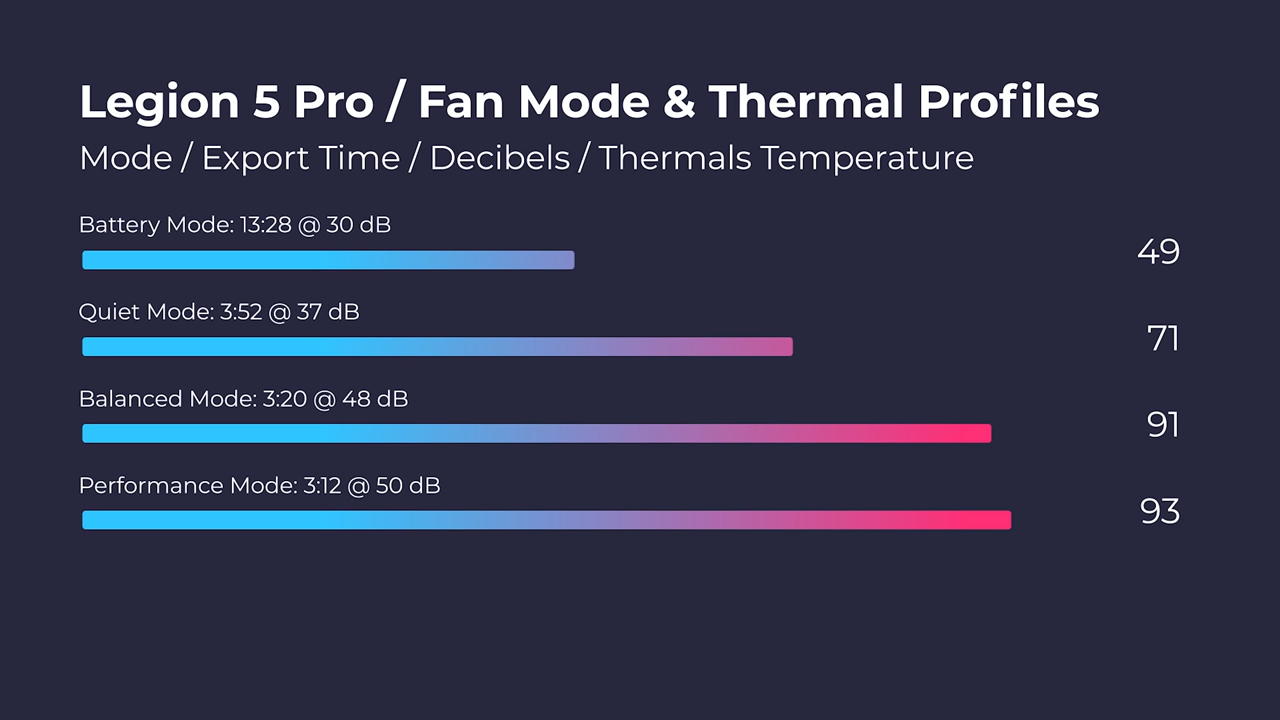 Legion 5 Pro / Fan Mode & Thermal Profiles
Mode / Export Time / Decibels / Thermals Temperature
Battery Mode: 13:28 @ 30 dB
49
Quiet Mode: 3:52 @ 37 dB
71
Balanced Mode: 3:20 @ 48 dB
91
Performance Mode: 3:12 @ 50 dB
93